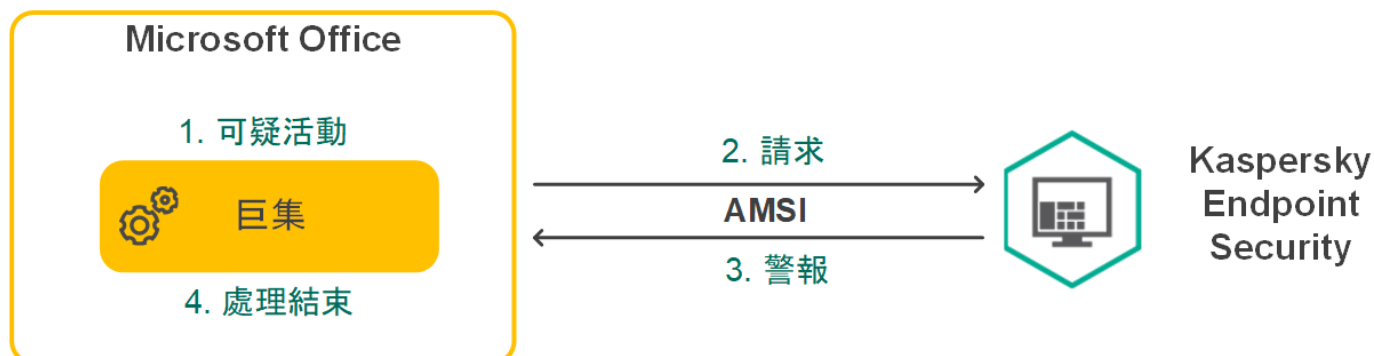 Microsoft Office
1. 可疑活動
巨集
4. 處理結束
2. 請求
AMSI
3. 警報
Kaspersky
Endpoint
Security